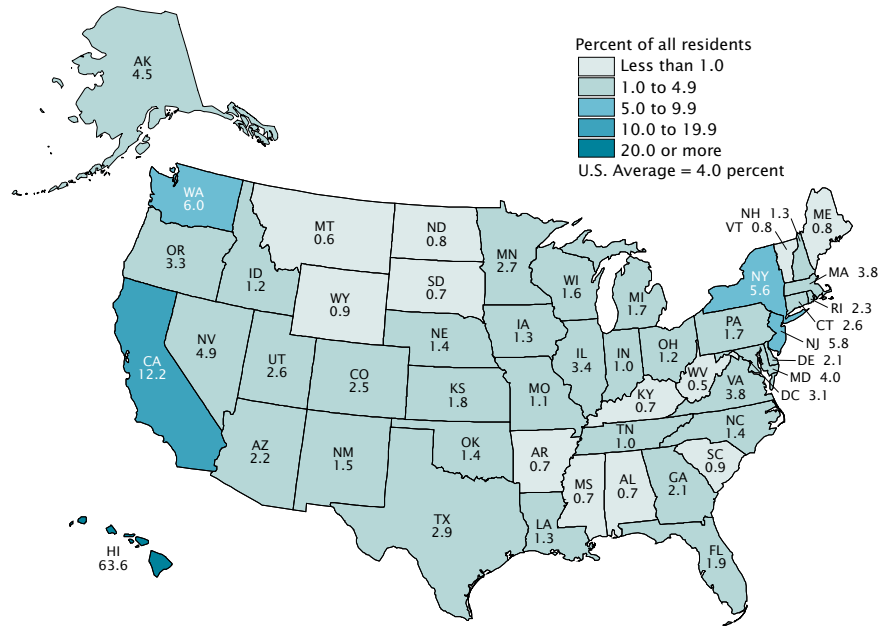 AK
4.5
Percent of all residents
Less than 1.0
1.0 to 4.9
5.0 to 9.9
10.0 to 19.9
20.0 or more
U.S. Average = 4.0 percent
WA
6.0
MT
0.6
ND
0.8
MN
2.7
NH 1.3
VT 0.8
ME
0.8
OR
3.3
ID
1.2
WY
0.9
SD
0.7
WI
1.6
MI
1.7
NY
5.6
MA 3.8
RI 2.3
CT 2.6
NJ 5.8
DE 2.1
MD 4.0
DC 3.1
CA
12.2
NV
4.9
UT
2.6
CO
2.5
NE
1.4
KS
1.8
IA
1.3
MO
1.1
IL
3.4
IN
1.0
OH
1.2
PA
1.7
WV
0.5
VA
3.8
KY
0.7
TN
1.0
NC
1.4
SC
0.9
AZ
2.2
NM
1.5
OK
1.4
AR
0.7
MS
0.7
AL
0.7
GA
2.1
TX
2.9
LA
1.3
FL
1.9
HI
63.6